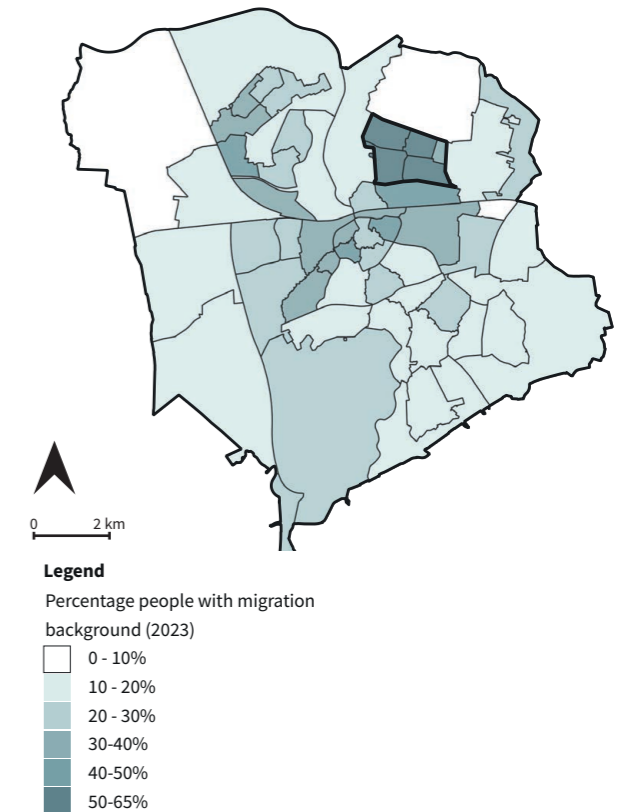 0 2 km
Legend
Percentage people with migration
background (2023)
0 - 10%
10 - 20%
20 - 30%
30-40%
40-50%
50-65%